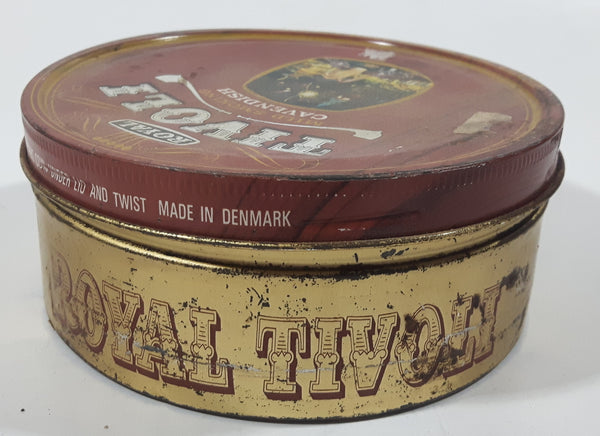 ROYAL
TIVOLI
CAVENDISH
UNDER LID AND TWIST MADE IN DENMARK
ROYAL TIVOLI